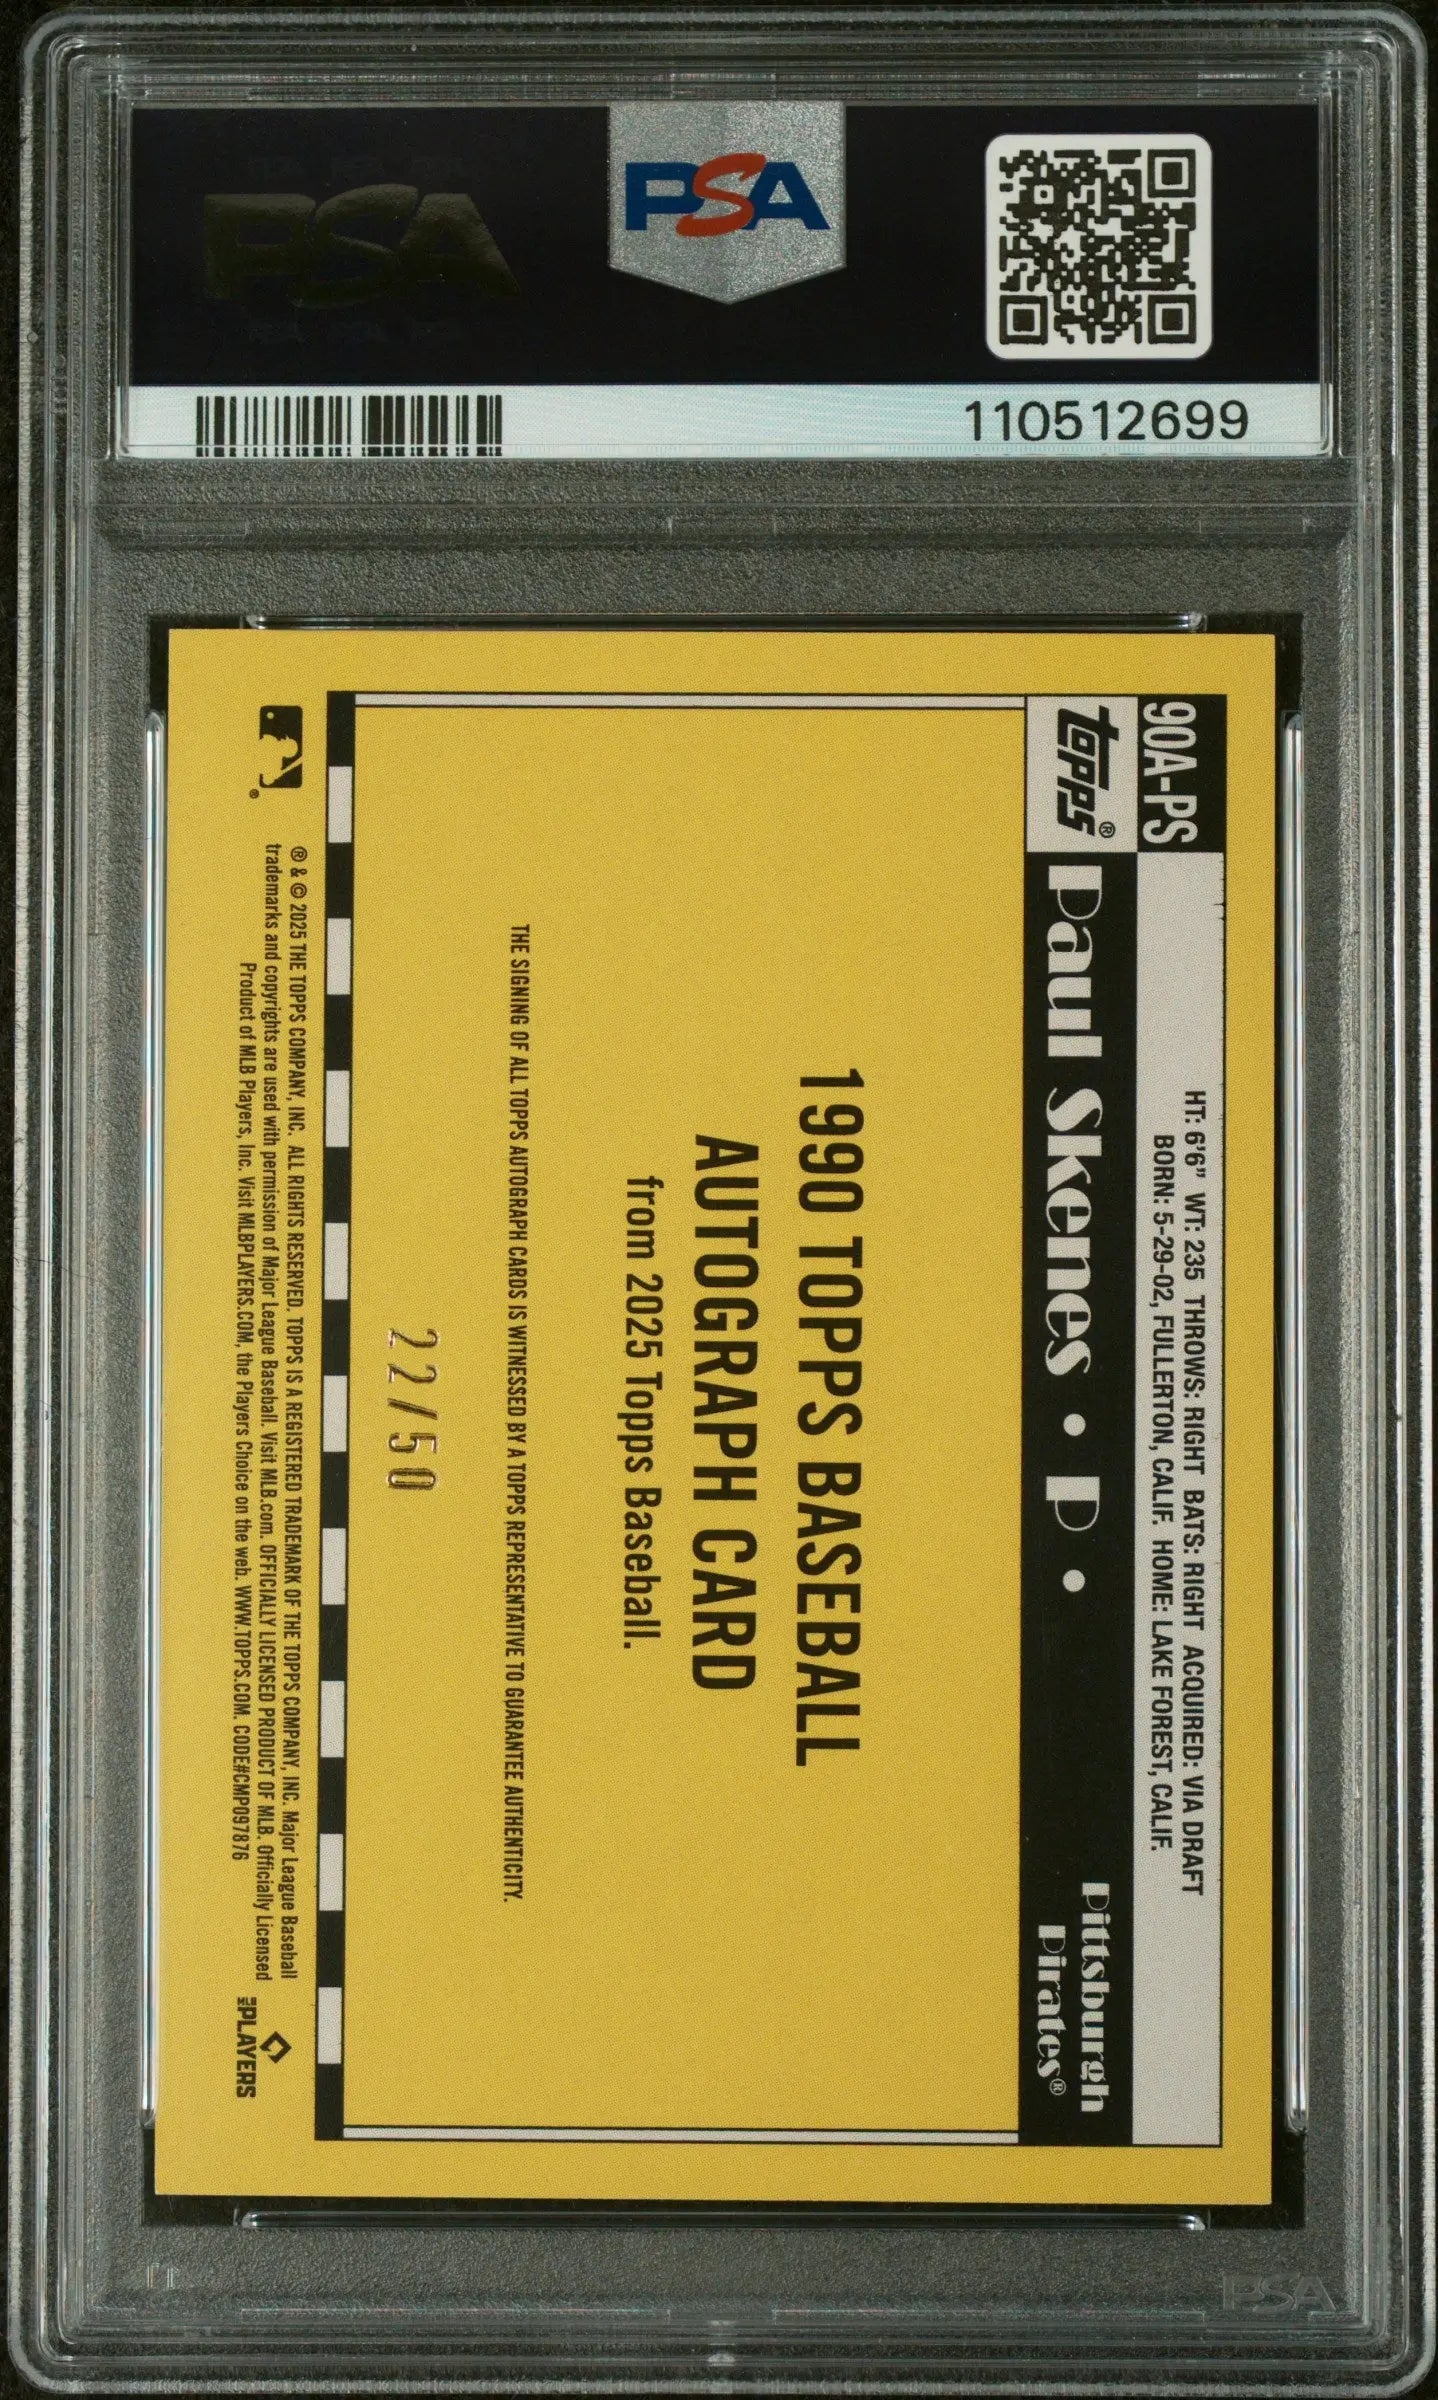 PSA
PSA
110512699
90A-PS
HT: 6'6" WT: 235 THROWS: RIGHT BATS: RIGHT ACQUIRED: VIA DRAFT
BORN: 5-29-02, FULLERTON, CALIF. HOME: LAKE FOREST, CALIF.
Topps®
Paul Skenes • P •
Pittsburgh
Pirates®
1990 TOPPS BASEBALL
AUTOGRAPH CARD
from 2025 Topps Baseball.
THE SIGNING OF ALL TOPPS AUTOGRAPH CARDS IS WITNESSED BY A TOPPS REPRESENTATIVE TO GUARANTEE AUTHENTICITY.
22/50
® & © 2025 THE TOPPS COMPANY, INC. ALL RIGHTS RESERVED. TOPPS IS A REGISTERED TRADEMARK OF THE TOPPS COMPANY, INC. Major League Baseball
trademarks and copyrights are used with permission of Major League Baseball. Visit MLB.com. OFFICIALLY LICENSED PRODUCT OF MLB. Officially Licensed
Product of MLB Players, Inc. Visit MLBPLAYERS.COM, the Players Choice on the web. WWW.TOPPS.COM. CODE#CMP097876
®
MLB PLAYERS
PSA